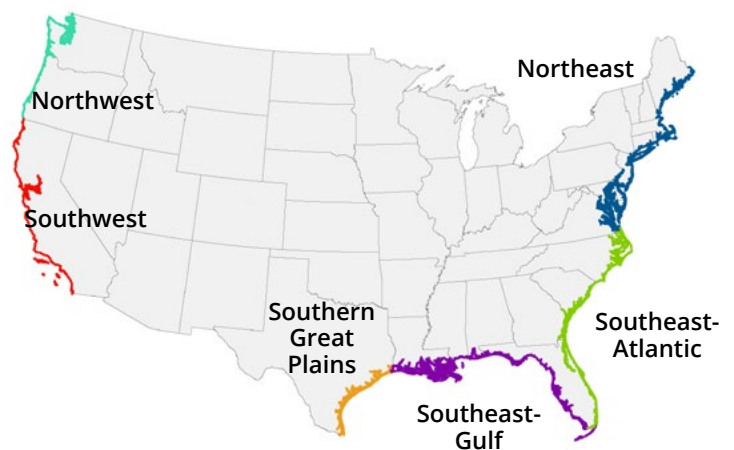 Northeast
Northwest
Southwest
Southern
Great
Plains
Southeast-
Atlantic
Southeast-
Gulf